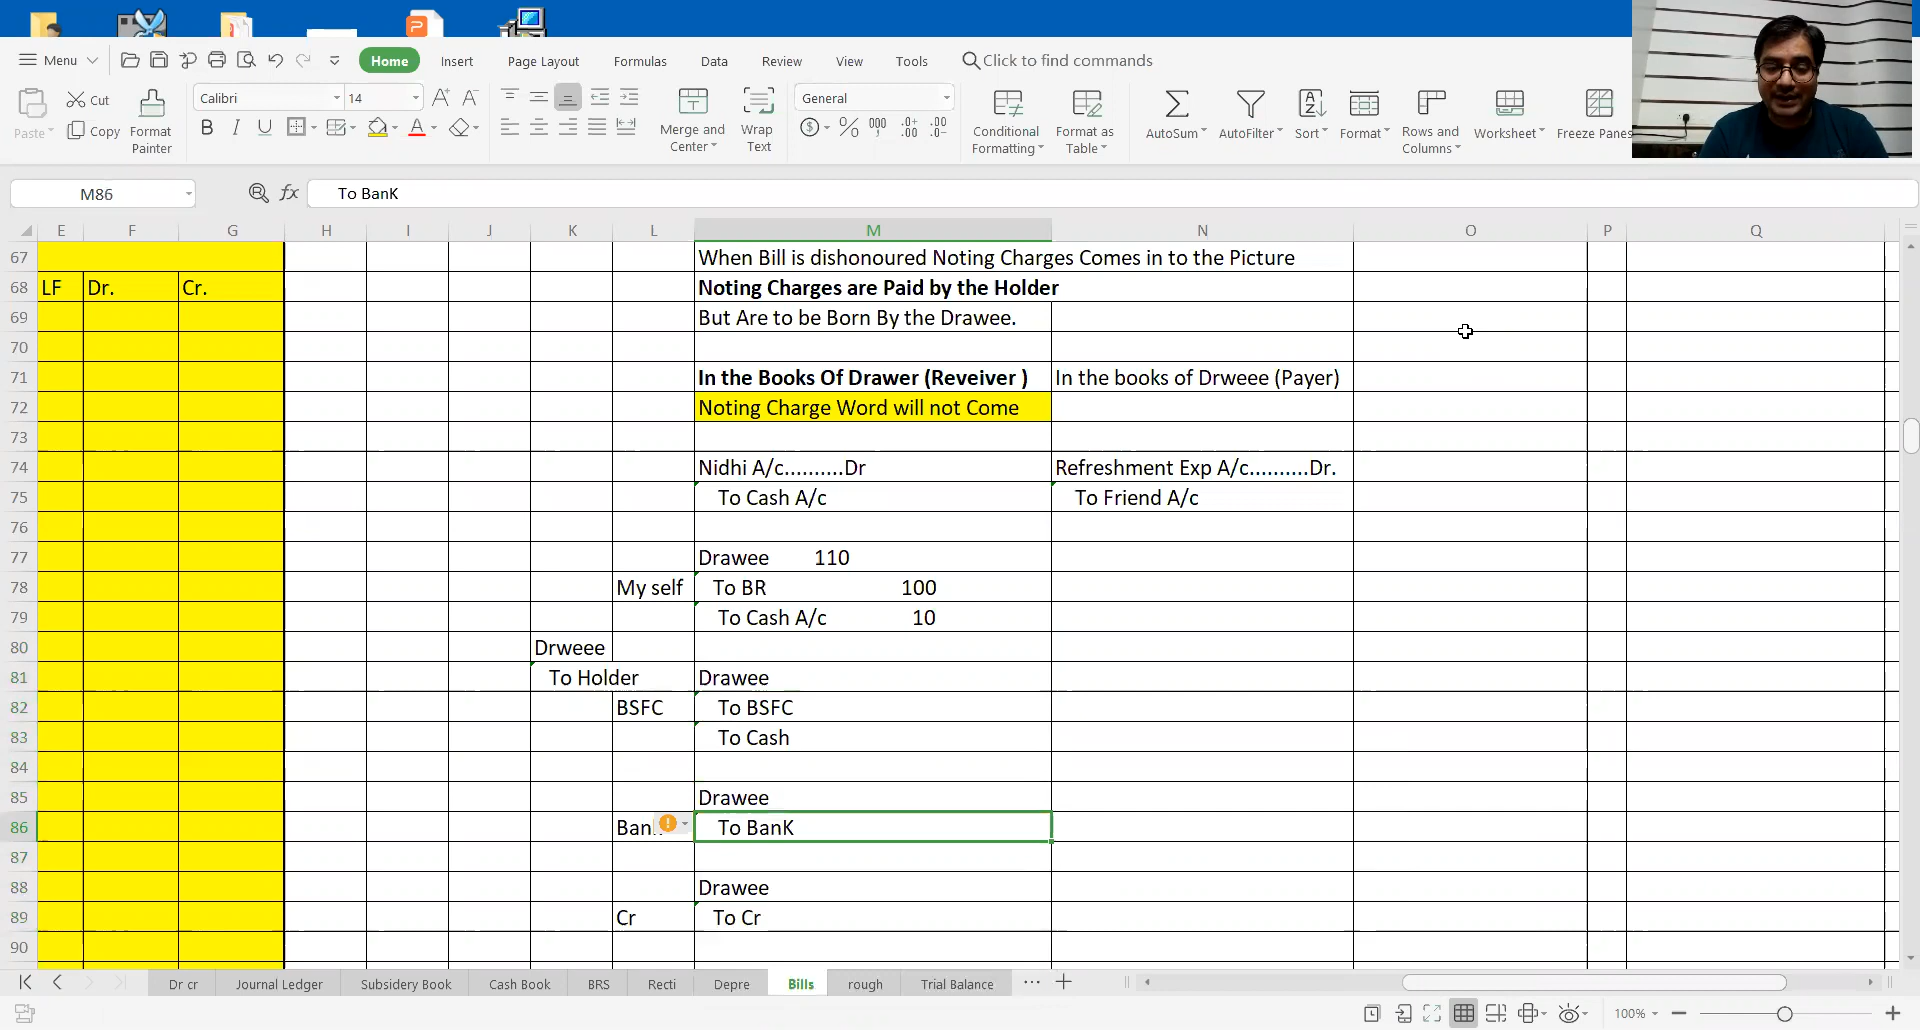 Menu Home Insert Page Layout Formulas Data Review View Tools Click to find commands
Paste Cut Copy Format Painter
Calibri 14
Merge and Center Wrap Text
General
Conditional Formatting Format as Table
AutoSum AutoFilter Sort Format Rows and Columns Worksheet Freeze Panes
M86 fx To BanK
E F G H I J K L M N O P Q
67 When Bill is dishonoured Noting Charges Comes in to the Picture
68 LF Dr. Cr. Noting Charges are Paid by the Holder
69 But Are to be Born By the Drawee.
70
71 In the Books Of Drawer (Reveiver ) In the books of Drweee (Payer)
72 Noting Charge Word will not Come
73
74 Nidhi A/c..........Dr Refreshment Exp A/c..........Dr.
75 To Cash A/c To Friend A/c
76
77 Drawee 110
78 My self To BR 100
79 To Cash A/c 10
80 Drweee
81 To Holder Drawee
82 BSFC To BSFC
83 To Cash
84
85 Drawee
86 To BanK
87
88 Drawee
89 Cr To Cr
90
Dr cr Journal Ledger Subsidery Book Cash Book BRS Recti Depre Bills rough Trial Balance
100%